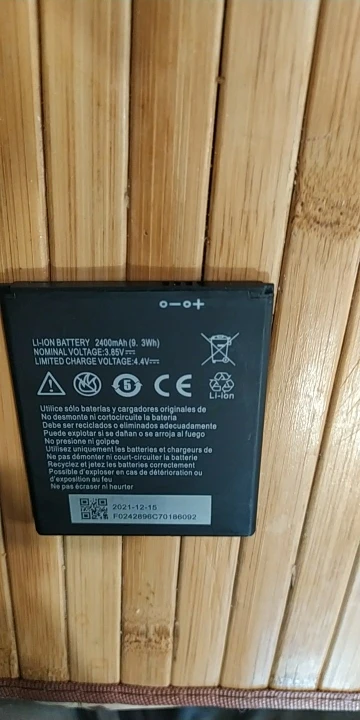 LI-ION BATTERY 2400mAh (9.3Wh)
NOMINAL VOLTAGE:3.85V⎓
LIMITED CHARGE VOLTAGE:4.4V⎓
5
CE
Li-ion
Utilice sólo baterías y cargadores originales de
No desmonte ni cortocircuite la batería
Debe ser reciclados o eliminados adecuadamente
Puede explotar si se dañan o se arroja al fuego
No presione ni golpee
Utilisez uniquement les batteries et chargeurs de
Ne pas démonter ni court-circuiter la batterie
Recyclez et jetez les batteries correctement
Possible d'exploser en cas de détérioration ou
d'exposition au feu
Ne pas écraser ni heurter
2021-12-15
F0242896C70186092